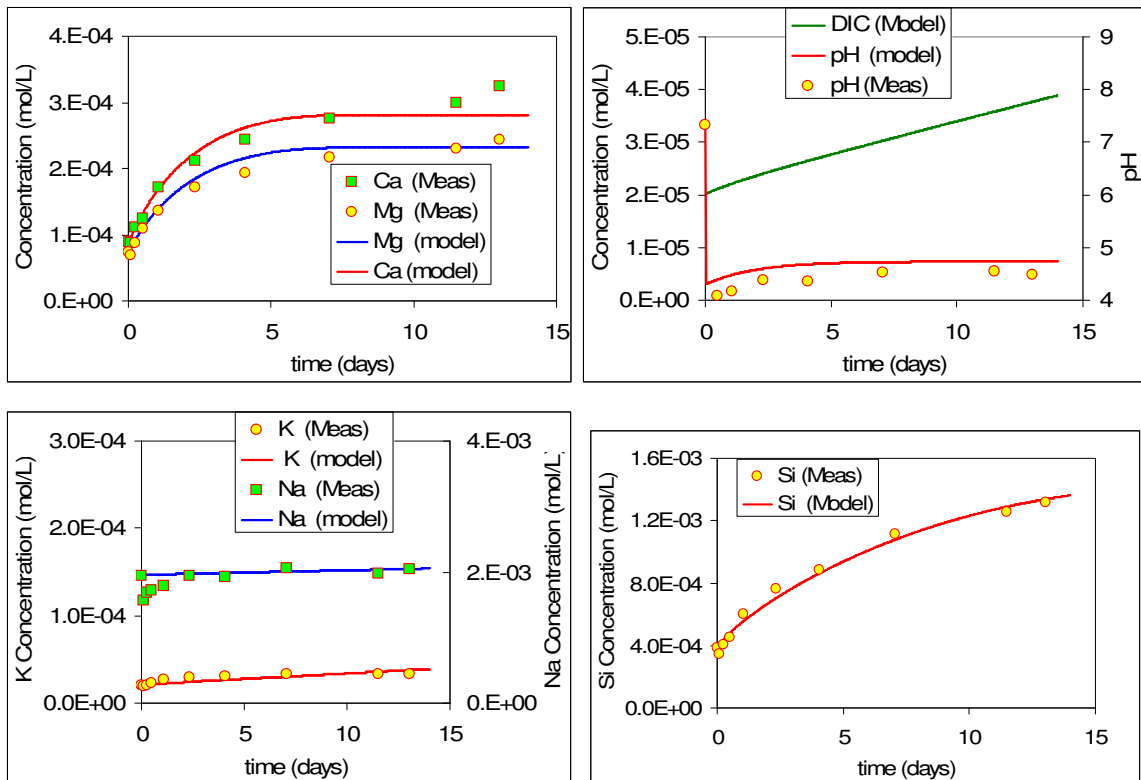 4.E-04
3.E-04
2.E-04
1.E-04
0.E+00
Concentration (mol/L)
0 5 10 15
time (days)
Ca (Meas)
Mg (Meas)
Mg (model)
Ca (model)
DIC (Model)
pH (model)
pH (Meas)
5.E-05
4.E-05
3.E-05
2.E-05
1.E-05
0.E+00
Concentration (mol/L)
9
8
7
6
5
4
pH
0 5 10 15
time (days)
K (Meas)
K (model)
Na (Meas)
Na (model)
3.0E-04
2.0E-04
1.0E-04
0.0E+00
K Concentration (mol/L)
4.E-03
2.E-03
0.E+00
Na Concentration (mol/L)
0 5 10 15
time (days)
Si (Meas)
Si (Model)
1.6E-03
1.2E-03
8.0E-04
4.0E-04
0.0E+00
Si Concentration (mol/L)
0 5 10 15
time (days)